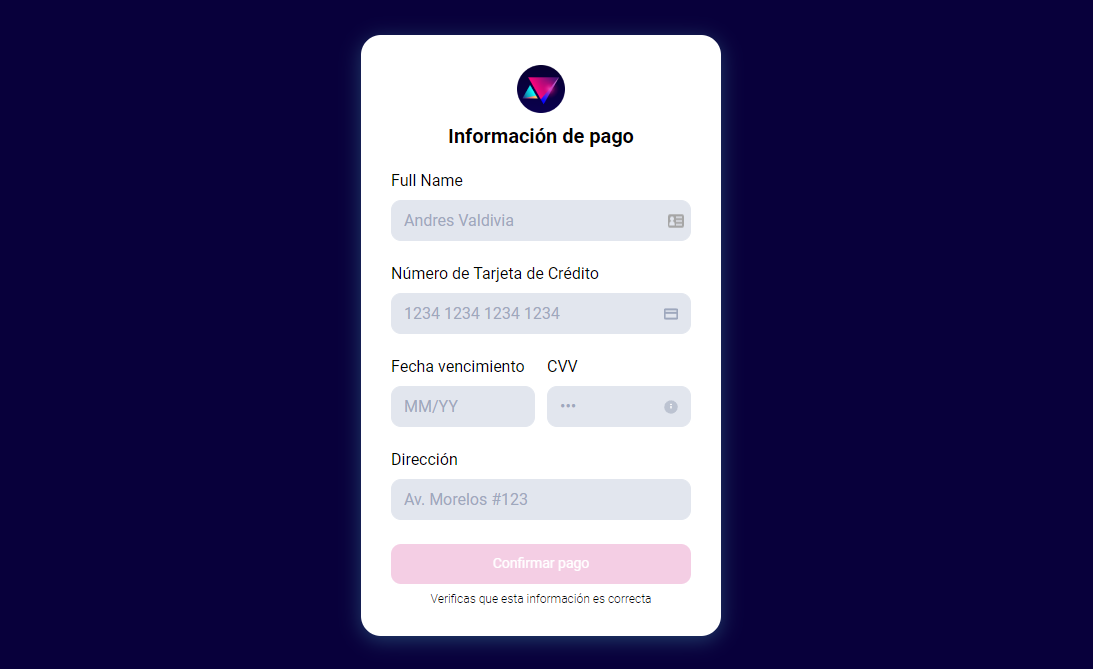 Información de pago
Full Name
Andres Valdivia
Número de Tarjeta de Crédito
1234 1234 1234 1234
Fecha vencimiento CVV
MM/YY •••
Dirección
Av. Morelos #123
Confirmar pago
Verificas que esta información es correcta